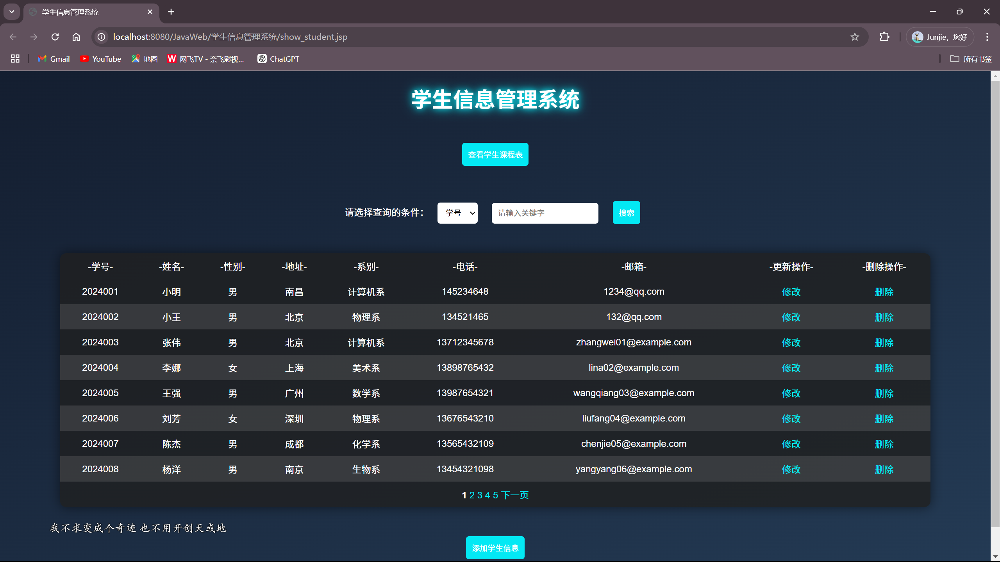 学生信息管理系统
localhost:8080/JavaWeb/学生信息管理系统/show_student.jsp
Junjie，您好
Gmail YouTube 地图 W 网飞TV - 奈飞影视... ChatGPT 所有书签
学生信息管理系统
查看学生课程表
请选择查询的条件： 学号 请输入关键字 搜索
-学号- -姓名- -性别- -地址- -系别- -电话- -邮箱- -更新操作- -删除操作-
2024001 小明 男 南昌 计算机系 145234648 1234@qq.com 修改 删除
2024002 小王 男 北京 物理系 134521465 132@qq.com 修改 删除
2024003 张伟 男 北京 计算机系 13712345678 zhangwei01@example.com 修改 删除
2024004 李娜 女 上海 美术系 13898765432 lina02@example.com 修改 删除
2024005 王强 男 广州 数学系 13987654321 wangqiang03@example.com 修改 删除
2024006 刘芳 女 深圳 物理系 13676543210 liufang04@example.com 修改 删除
2024007 陈杰 男 成都 化学系 13565432109 chenjie05@example.com 修改 删除
2024008 杨洋 男 南京 生物系 13454321098 yangyang06@example.com 修改 删除
1 2 3 4 5 下一页
我不求变成个奇迹 也不用开创天或地
添加学生信息